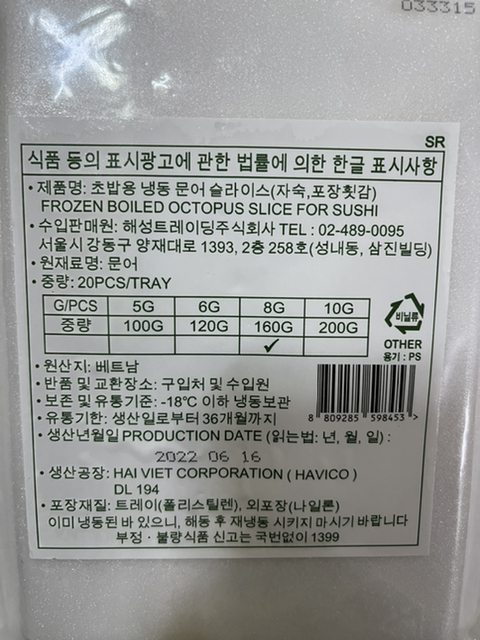 033315
SR
식품 등의 표시광고에 관한 법률에 의한 한글 표시사항
• 제품명: 초밥용 냉동 문어 슬라이스(자숙,포장횟감)
FROZEN BOILED OCTOPUS SLICE FOR SUSHI
• 수입판매원: 해성트레이딩주식회사 TEL : 02-489-0095
서울시 강동구 양재대로 1393, 2층 258호(성내동, 삼진빌딩)
• 원재료명: 문어
• 중량: 20PCS/TRAY
G/PCS 5G 6G 8G 10G
중량 100G 120G 160G 200G
✓
비닐류
OTHER
용기 : PS
• 원산지: 베트남
• 반품 및 교환장소: 구입처 및 수입원
• 보존 및 유통기준: -18℃ 이하 냉동보관
• 유통기한: 생산일로부터 36개월까지
8 809285 598453 >
• 생산년월일 PRODUCTION DATE (읽는법: 년, 월, 일) :
2022 06 16
• 생산공장: HAI VIET CORPORATION ( HAVICO )
DL 194
• 포장재질: 트레이(폴리스틸렌), 외포장(나일론)
이미 냉동된 바 있으니, 해동 후 재냉동 시키지 마시기 바랍니다
부정 · 불량식품 신고는 국번없이 1399